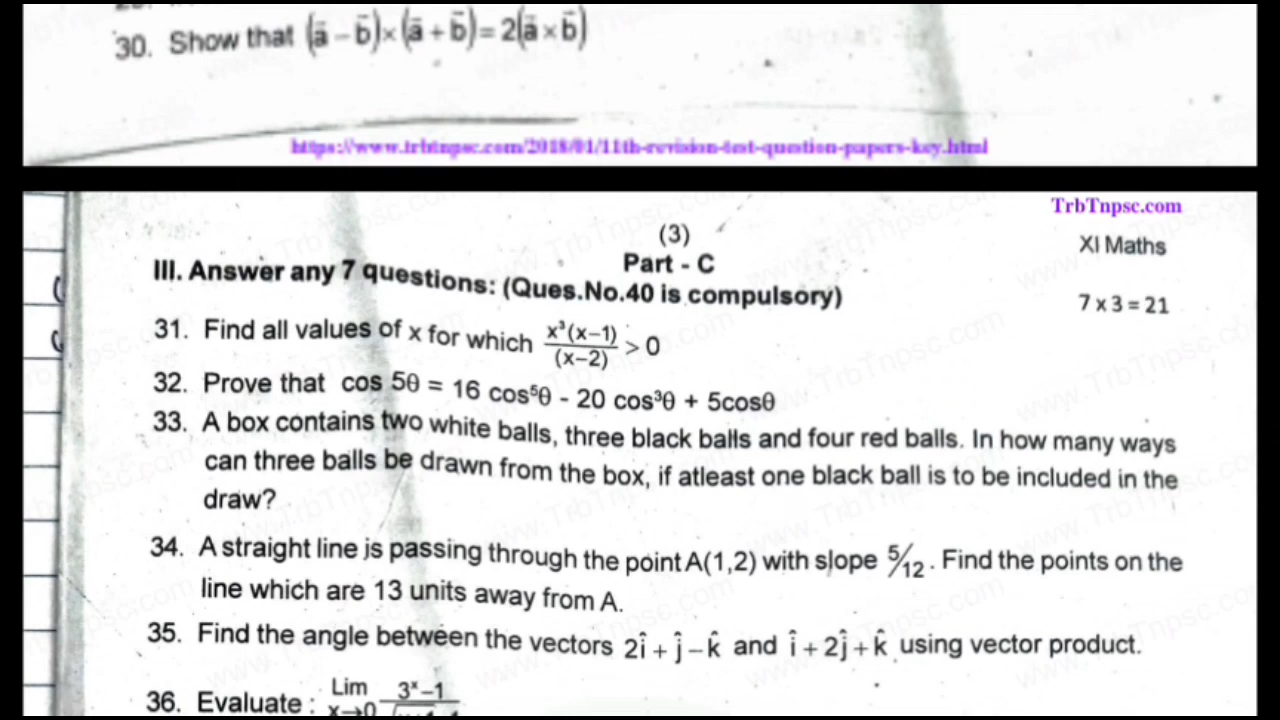 30. Show that (a̅ − b̅)×(a̅ + b̅) = 2(a̅ × b̅)
https://www.trbtnpsc.com/2018/01/11th-revision-test-question-papers-key.html
TrbTnpsc.com
(3)
XI Maths
Part - C
III. Answer any 7 questions: (Ques.No.40 is compulsory)
7 x 3 = 21
31. Find all values of x for which x³(x−1)/(x−2) > 0
32. Prove that cos 5θ = 16 cos⁵θ - 20 cos³θ + 5cosθ
33. A box contains two white balls, three black balls and four red balls. In how many ways
can three balls be drawn from the box, if atleast one black ball is to be included in the
draw?
34. A straight line is passing through the point A(1,2) with slope 5/12. Find the points on the
line which are 13 units away from A.
35. Find the angle between the vectors 2î + ĵ − k̂ and î + 2ĵ + k̂ using vector product.
36. Evaluate : Lim x→0 3ˣ−1